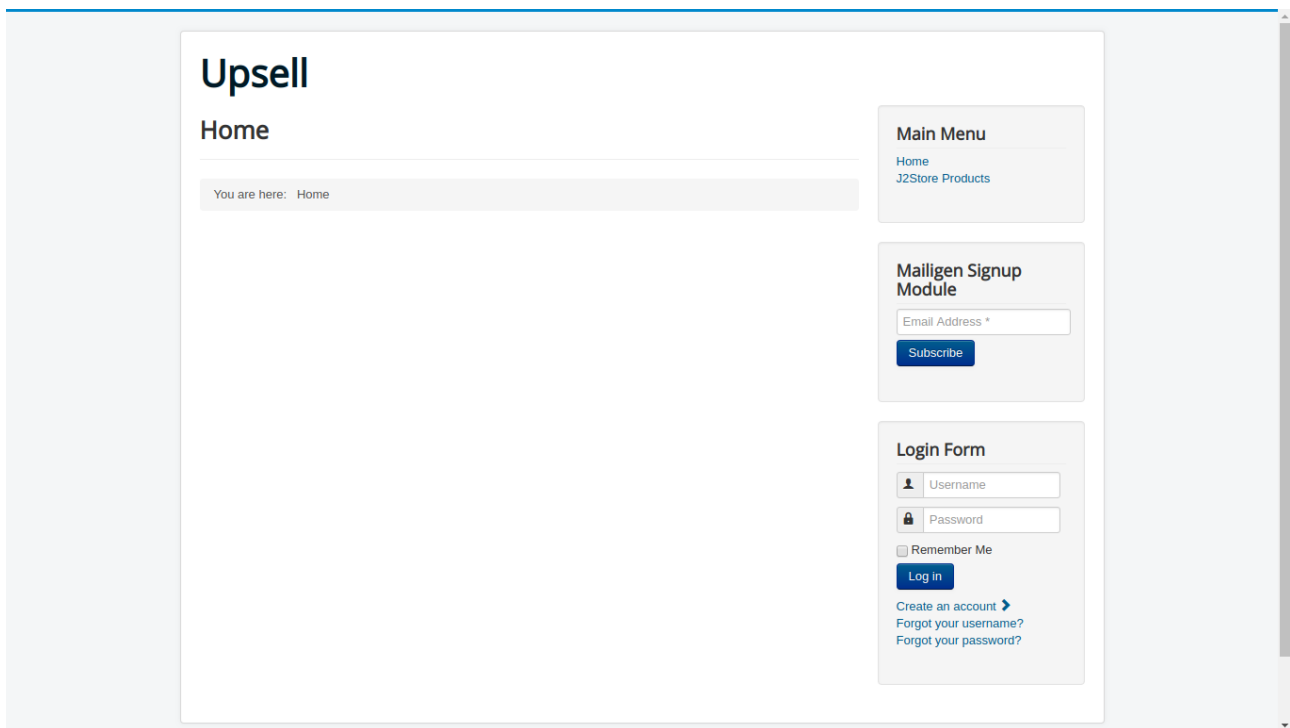 Upsell
Home
You are here: Home
Main Menu
Home
J2Store Products
Mailigen Signup
Module
Email Address *
Subscribe
Login Form
Username
Password
Remember Me
Log in
Create an account
Forgot your username?
Forgot your password?